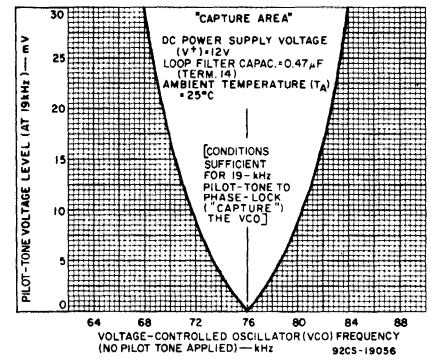 "CAPTURE AREA"
DC POWER SUPPLY VOLTAGE
(V+)=12V
LOOP FILTER CAPAC.=0.47μF
(TERM. 14)
AMBIENT TEMPERATURE (TA)
=25°C
[CONDITIONS
SUFFICIENT
FOR 19-kHz
PILOT-TONE TO
PHASE-LOCK
("CAPTURE")
THE VCO]
PILOT-TONE VOLTAGE LEVEL (AT 19kHz)—mV
30
25
20
15
10
5
0
64 68 72 76 80 84 88
VOLTAGE-CONTROLLED OSCILLATOR (VCO) FREQUENCY
(NO PILOT TONE APPLIED)—kHz
92CS-19056